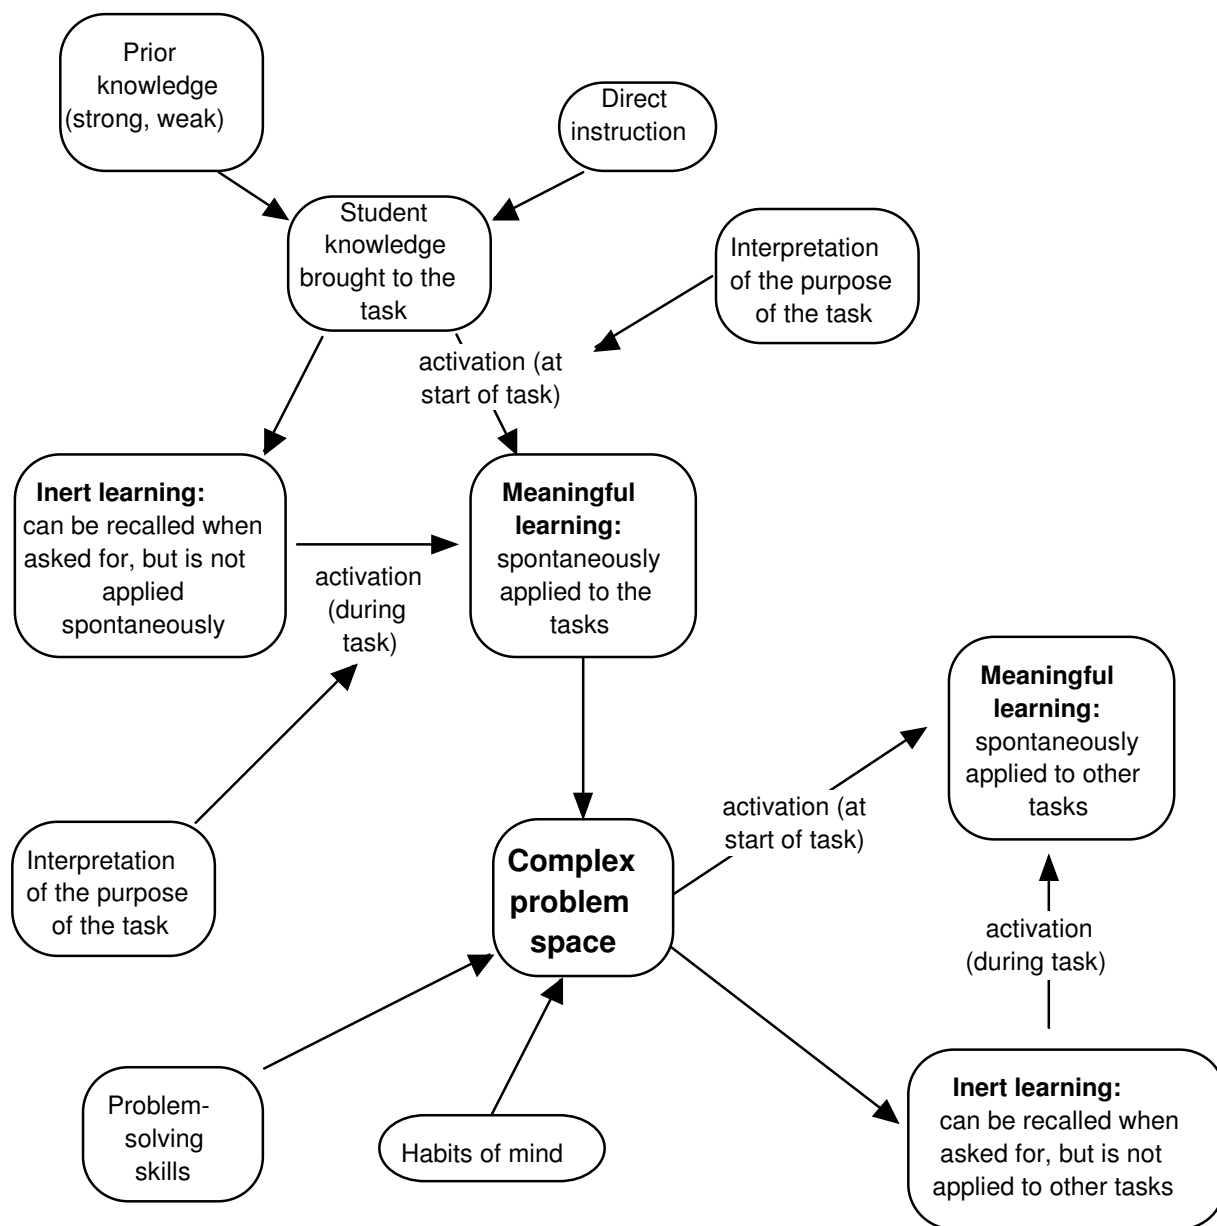 Prior
knowledge
(strong, weak)
Direct
instruction
Student
knowledge
brought to the
task
Interpretation
of the purpose
of the task
activation (at
start of task)
Inert learning:
can be recalled when
asked for, but is not
applied
spontaneously
activation
(during
task)
Meaningful
learning:
spontaneously
applied to the
tasks
Meaningful
learning:
spontaneously
applied to other
tasks
activation (at
start of task)
Interpretation
of the purpose
of the task
Complex
problem
space
activation
(during task)
Problem-
solving
skills
Habits of mind
Inert learning:
can be recalled when
asked for, but is not
applied to other tasks